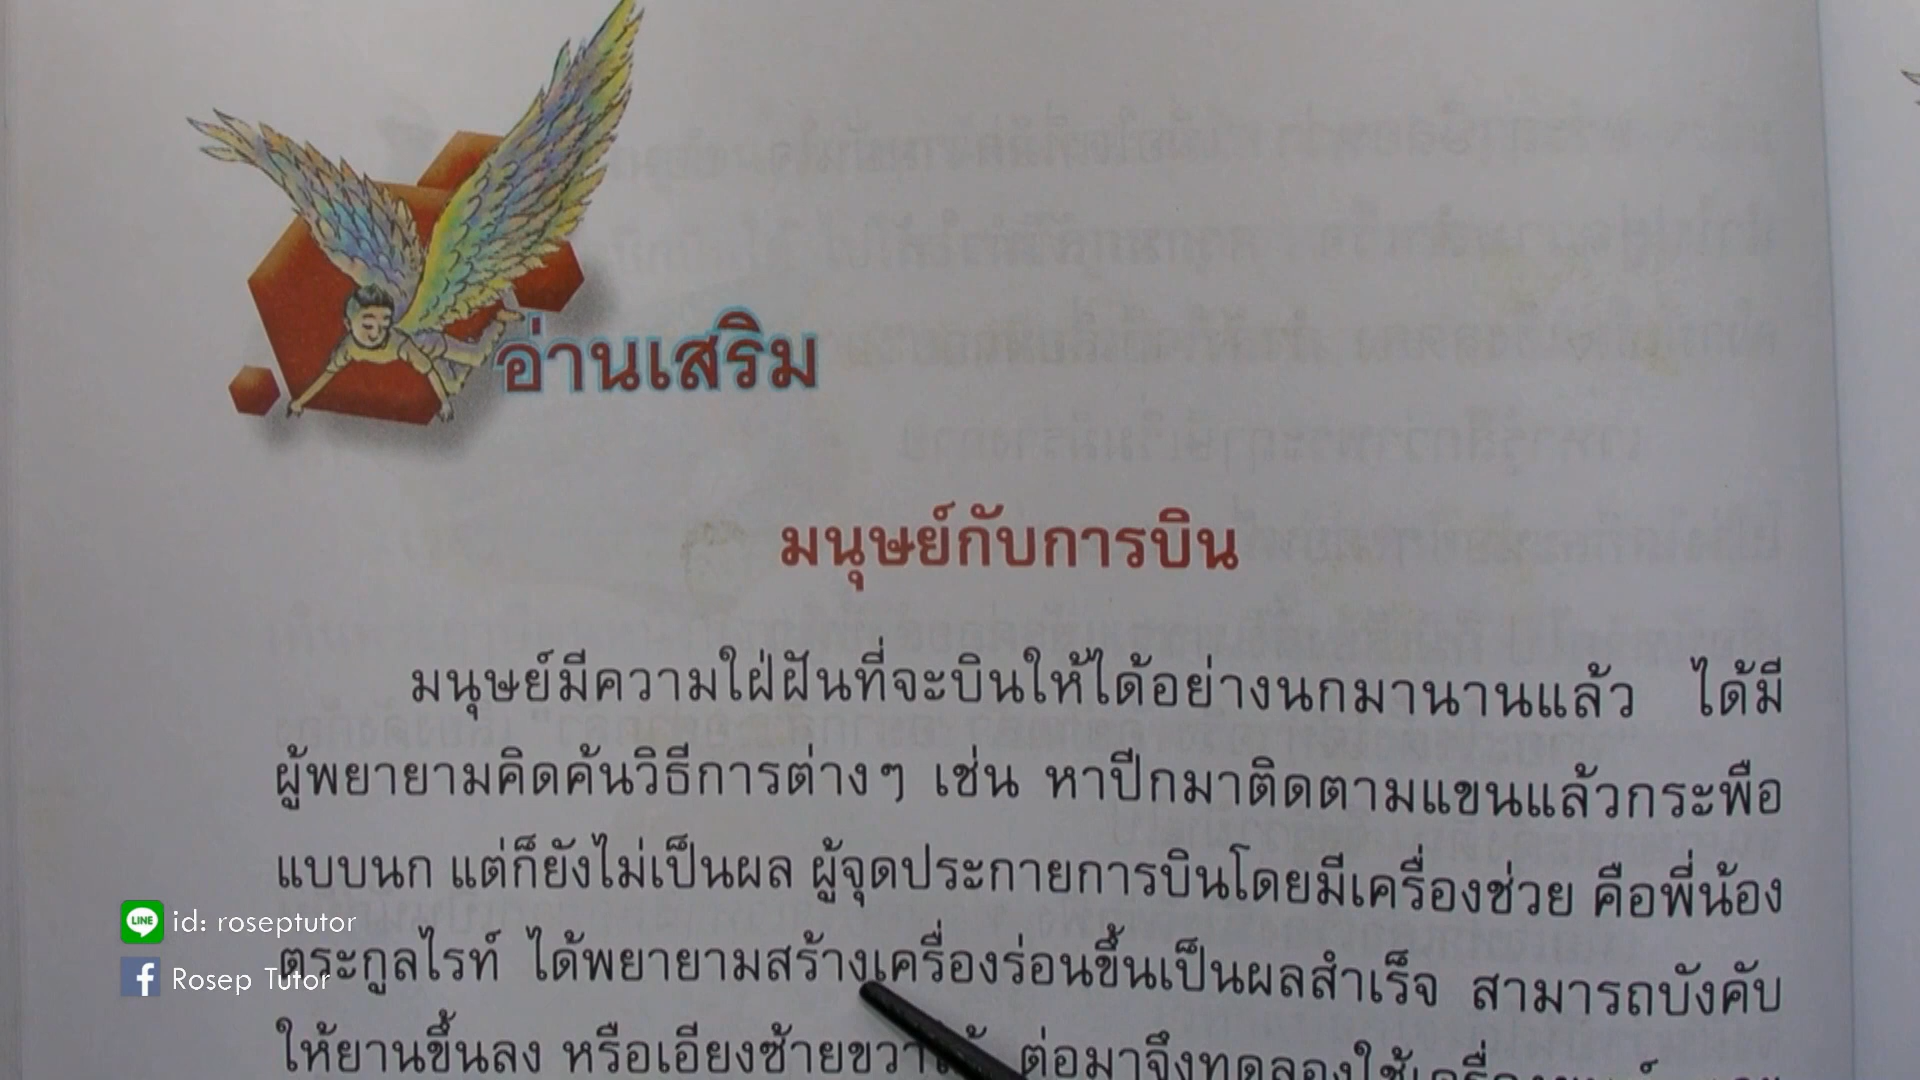 อ่านเสริม
มนุษย์กับการบิน
มนุษย์มีความใฝ่ฝันที่จะบินให้ได้อย่างนกมานานแล้ว ได้มี
ผู้พยายามคิดค้นวิธีการต่างๆ เช่น หาปีกมาติดตามแขนแล้วกระพือ
แบบนก แต่ก็ยังไม่เป็นผล ผู้จุดประกายการบินโดยมีเครื่องช่วย คือพี่น้อง
ตระกูลไรท์ ได้พยายามสร้างเครื่องร่อนขึ้นเป็นผลสำเร็จ สามารถบังคับ
ให้ยานขึ้นลง หรือเอียงซ้ายขวา ต่อมาจึงทดลองใช้
LINE id: roseptutor
f Rosep Tutor